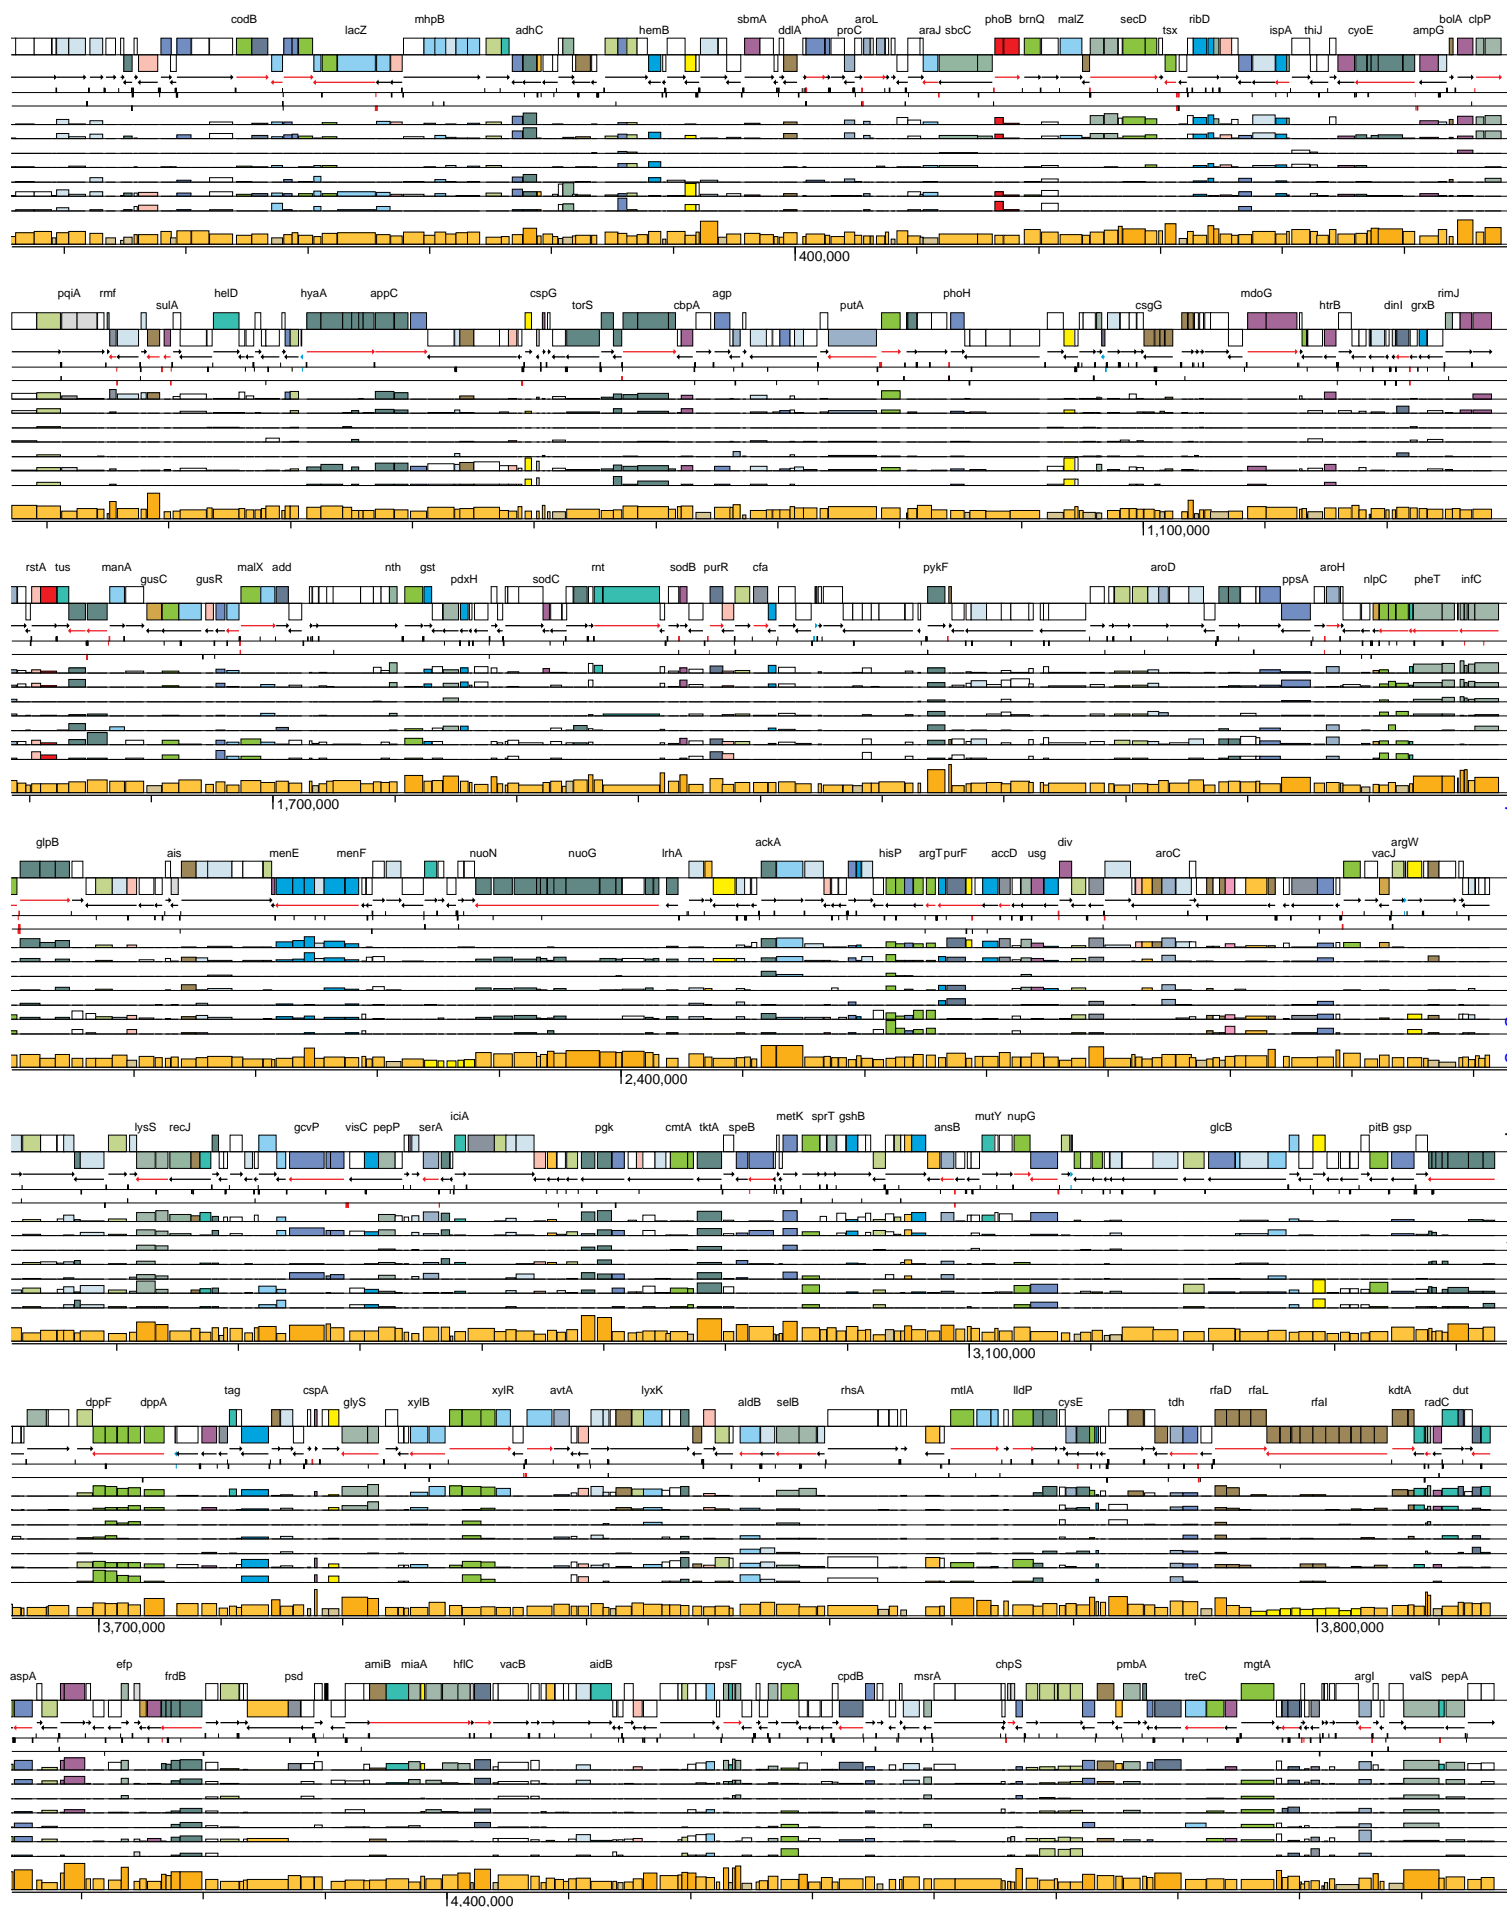 codB lacZ mhpB adhC hemB sbmA ddlA phoA proC aroL araJ sbcC phoB brnQ malZ secD tsx ribD ispA thiJ cyoE ampG bolA clpP
400,000
pqiA rmf sulA helD hyaA appC cspG torS cbpA agp putA phoH csgG mdoG htrB dinI grxB rimJ
1,100,000
rstA tus manA gusC gusR malX add nth gst pdxH sodC rnt sodB purR cfa pykF aroD ppsA aroH nlpC pheT infC
1,700,000
glpB ais menE menF nuoN nuoG lrhA ackA hisP argT purF accD usg div aroC vacJ argW
2,400,000
lysS recJ gcvP visC pepP serA iciA pgk cmtA tktA speB metK sprT gshB ansB mutY nupG glcB pitB gsp
3,100,000
dppF dppA tag cspA glyS xylB xylR avtA lyxK aldB selB rhsA mtlA lldP cysE tdh rfaD rfaL rfaI kdtA radC dut
3,700,000 3,800,000
aspA efp frdB psd amiB miaA hflC vacB aidB rpsF cycA cpdB msrA chpS pmbA treC mgtA argI valS pepA
4,400,000